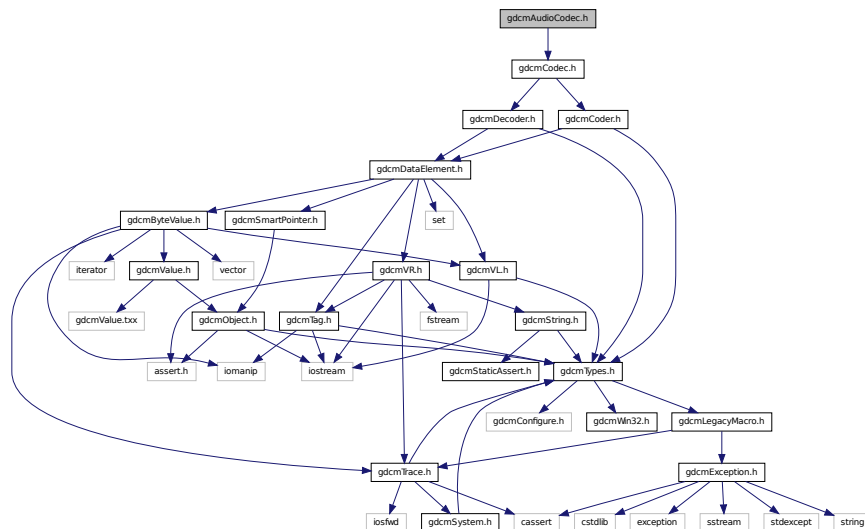 gdcmAudioCodec.h
gdcmCodec.h
gdcmDecoder.h
gdcmCoder.h
gdcmDataElement.h
gdcmByteValue.h
gdcmSmartPointer.h
set
iterator
gdcmValue.h
vector
gdcmVR.h
gdcmVL.h
gdcmValue.txx
gdcmObject.h
gdcmTag.h
fstream
gdcmString.h
assert.h
iomanip
iostream
gdcmStaticAssert.h
gdcmTypes.h
gdcmConfigure.h
gdcmWin32.h
gdcmLegacyMacro.h
gdcmTrace.h
gdcmException.h
iosfwd
gdcmSystem.h
cassert
cstdlib
exception
sstream
stdexcept
string